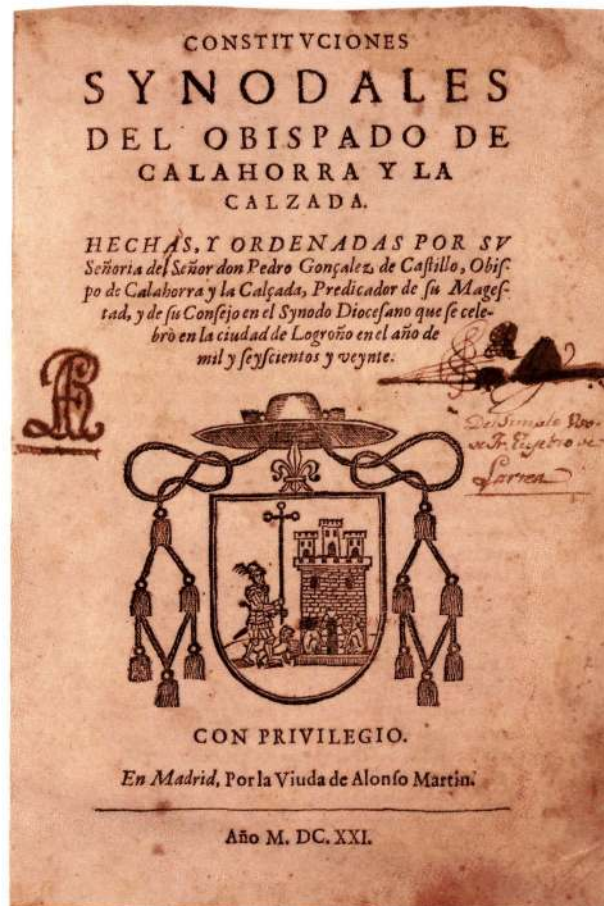 CONSTITVCIONES
SYNODALES
DEL OBISPADO DE
CALAHORRA Y LA
CALZADA.
HECHAS, Y ORDENADAS POR SV
Señoria del Señor don Pedro Gonçalez, de Castillo, Obis-
po de Calahorra y la Calçada, Predicador de su Mages-
tad, y de su Consejo en el Synodo Diocesano que se cele-
brò en la ciudad de Logroño en el año de
mil y seyscientos y veynte.
Larrea
CON PRIVILEGIO.
En Madrid, Por la Viuda de Alonso Martin.
Año M. DC. XXI.